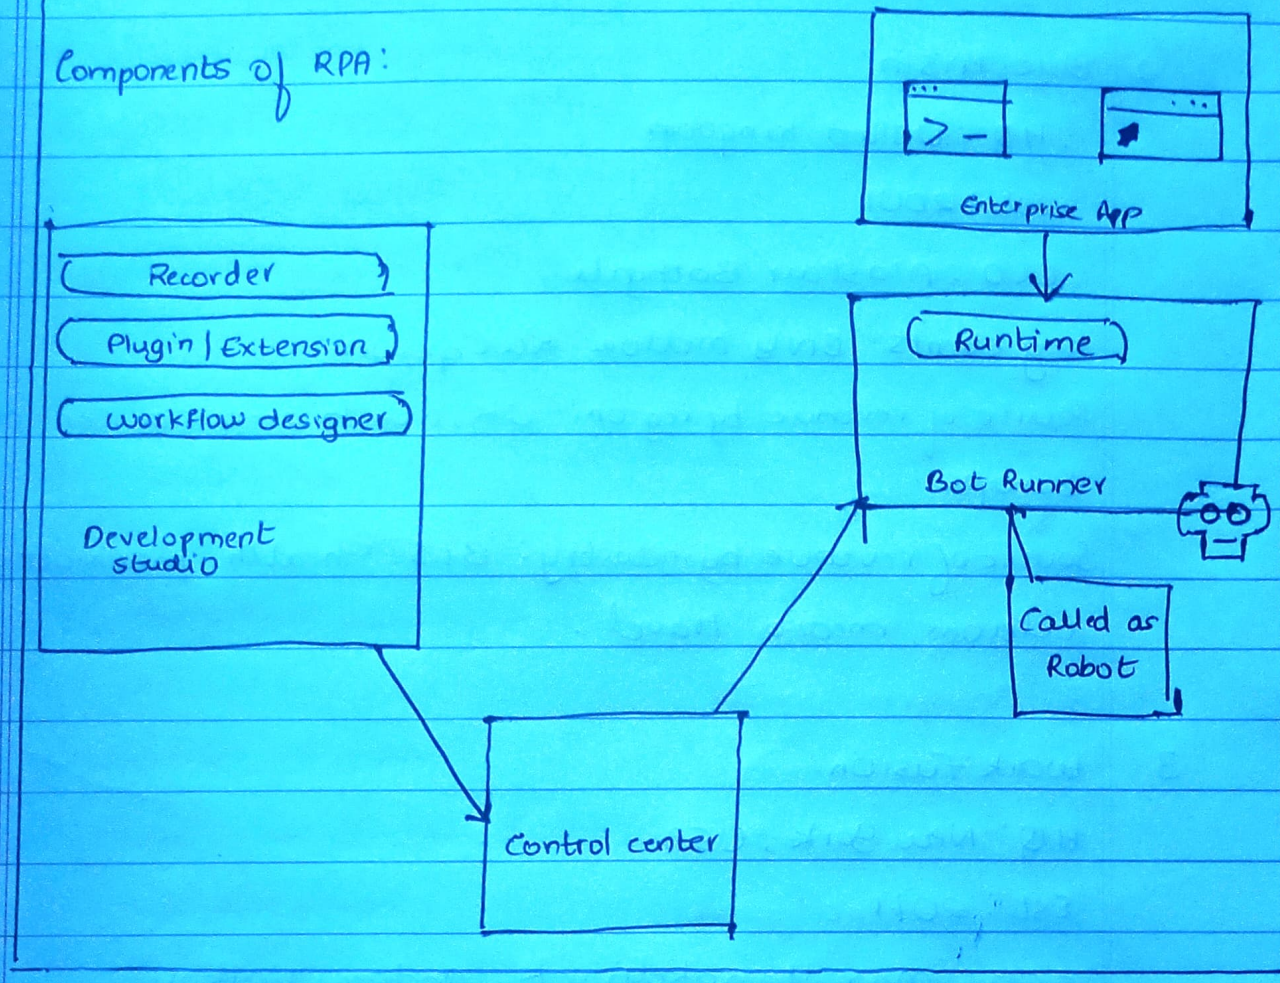 Components of RPA:
Enterprise App
Recorder
Plugin | Extension
Workflow designer
Development
studio
Runtime
Bot Runner
Called as
Robot
Control center